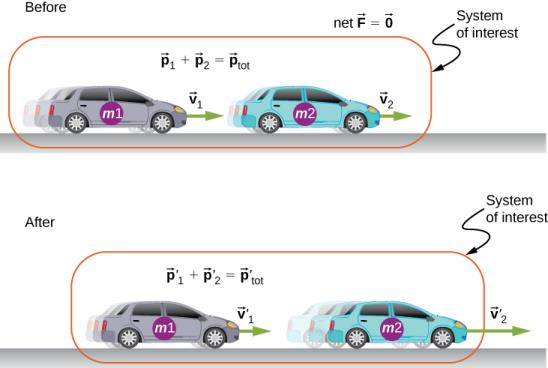 Before
net F⃗ = 0⃗
System
of interest
p⃗₁ + p⃗₂ = p⃗tot
v⃗₁
v⃗₂
m1
m2
After
System
of interest
p⃗′₁ + p⃗′₂ = p⃗′tot
v⃗′₁
v⃗′₂
m1
m2